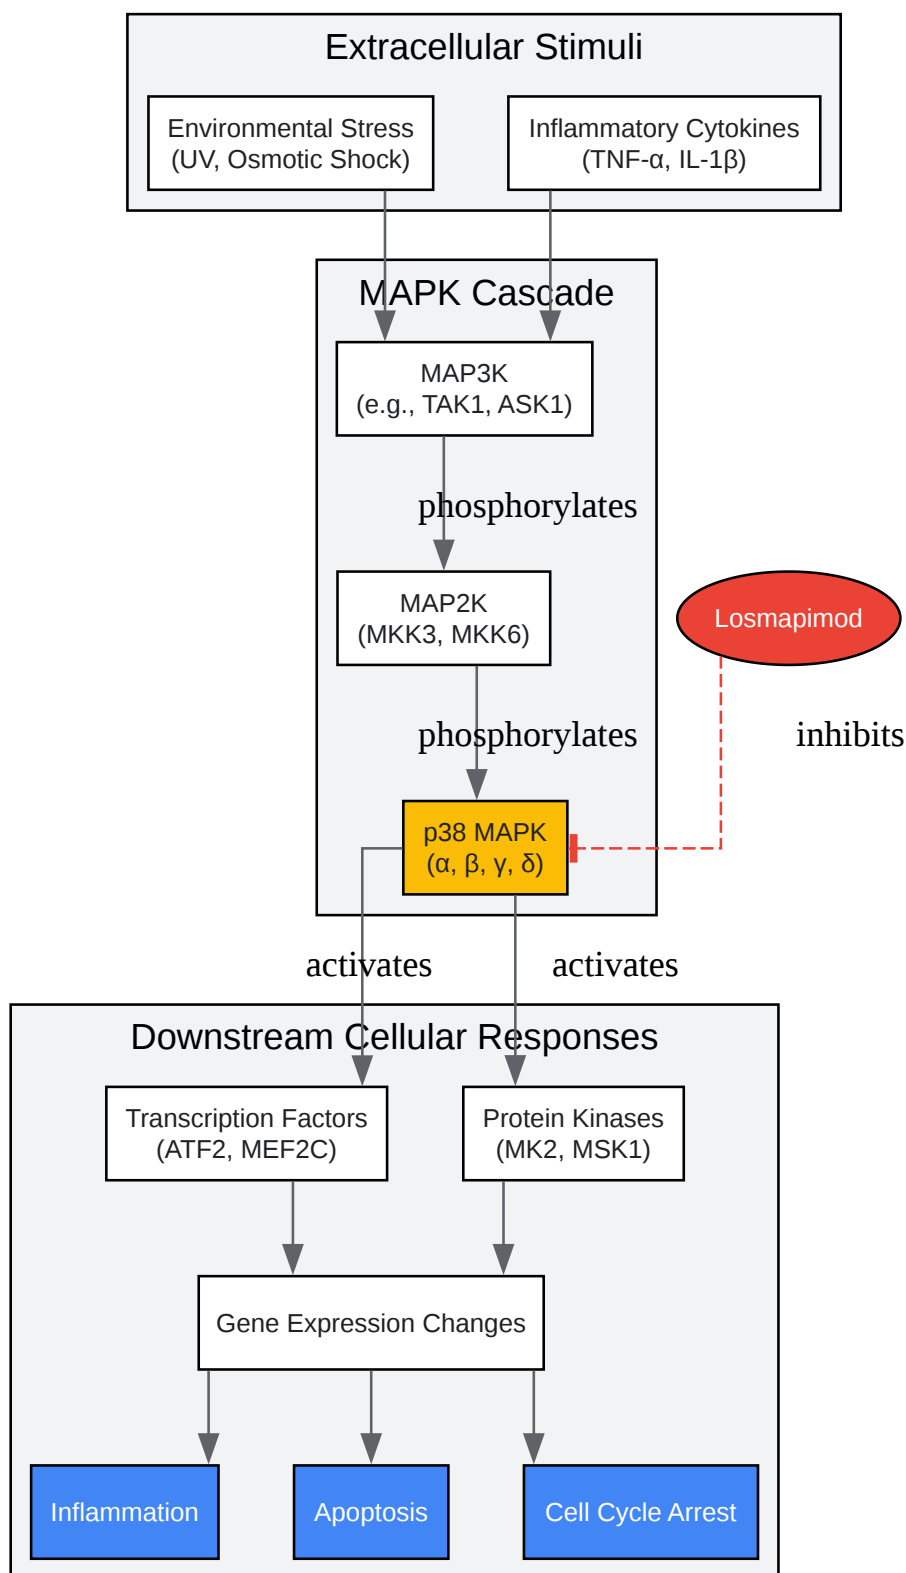 Extracellular Stimuli
Environmental Stress
(UV, Osmotic Shock)
Inflammatory Cytokines
(TNF-α, IL-1β)
MAPK Cascade
MAP3K
(e.g., TAK1, ASK1)
phosphorylates
MAP2K
(MKK3, MKK6)
Losmapimod
phosphorylates
inhibits
p38 MAPK
(α, β, γ, δ)
activates
activates
Downstream Cellular Responses
Transcription Factors
(ATF2, MEF2C)
Protein Kinases
(MK2, MSK1)
Gene Expression Changes
Inflammation
Apoptosis
Cell Cycle Arrest